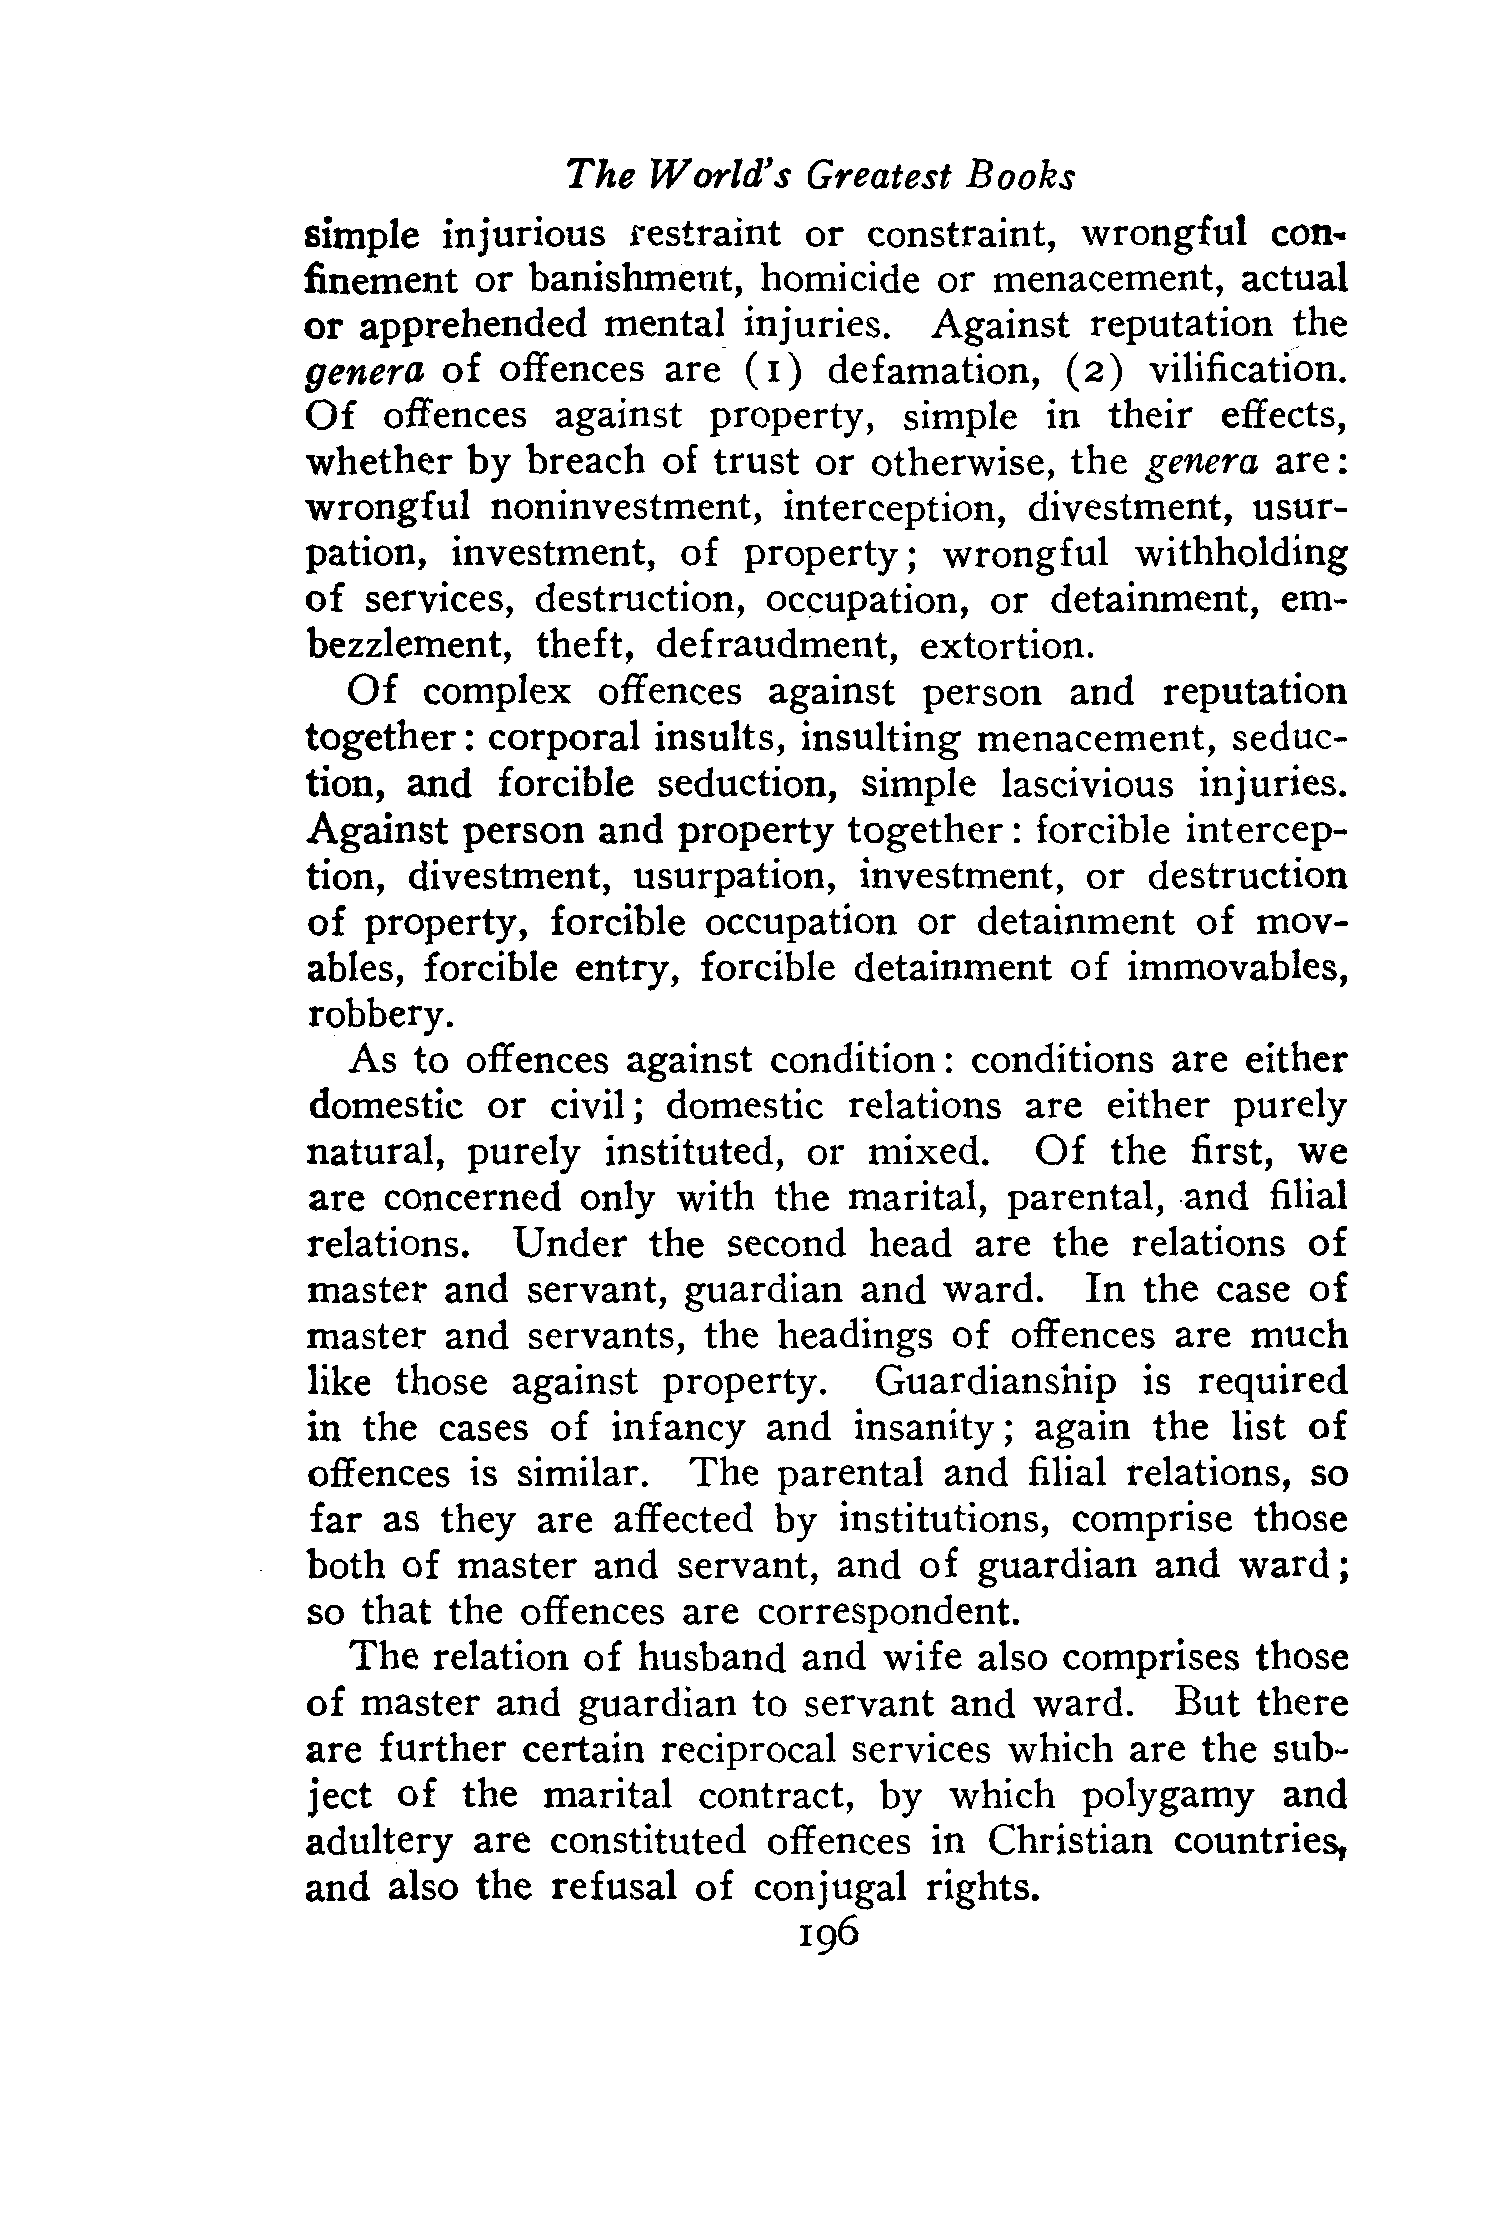 The World's Greatest Books
simple injurious restraint or constraint, wrongful con-
finement or banishment, homicide or menacement, actual
or apprehended mental injuries. Against reputation the
genera of offences are (1) defamation, (2) vilification.
Of offences against property, simple in their effects,
whether by breach of trust or otherwise, the genera are:
wrongful noninvestment, interception, divestment, usur-
pation, investment, of property; wrongful withholding
of services, destruction, occupation, or detainment, em-
bezzlement, theft, defraudment, extortion.
Of complex offences against person and reputation
together: corporal insults, insulting menacement, seduc-
tion, and forcible seduction, simple lascivious injuries.
Against person and property together: forcible intercep-
tion, divestment, usurpation, investment, or destruction
of property, forcible occupation or detainment of mov-
ables, forcible entry, forcible detainment of immovables,
robbery.
As to offences against condition: conditions are either
domestic or civil; domestic relations are either purely
natural, purely instituted, or mixed. Of the first, we
are concerned only with the marital, parental, and filial
relations. Under the second head are the relations of
master and servant, guardian and ward. In the case of
master and servants, the headings of offences are much
like those against property. Guardianship is required
in the cases of infancy and insanity; again the list of
offences is similar. The parental and filial relations, so
far as they are affected by institutions, comprise those
both of master and servant, and of guardian and ward;
so that the offences are correspondent.
The relation of husband and wife also comprises those
of master and guardian to servant and ward. But there
are further certain reciprocal services which are the sub-
ject of the marital contract, by which polygamy and
adultery are constituted offences in Christian countries,
and also the refusal of conjugal rights.
196